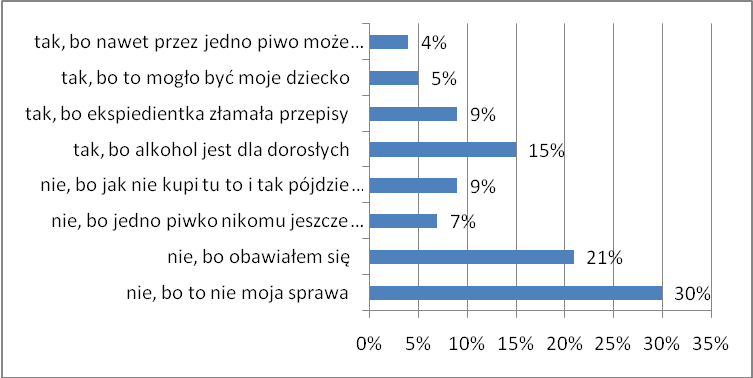 tak, bo nawet przez jedno piwo może ... 4%
tak, bo to mogło być moje dziecko 5%
tak, bo ekspiedientka złamała przepisy 9%
tak, bo alkohol jest dla dorosłych 15%
nie, bo jak nie kupi tu to i tak pójdzie ... 9%
nie, bo jedno piwko nikomu jeszcze ... 7%
nie, bo obawiałem się 21%
nie, bo to nie moja sprawa 30%
0% 5% 10% 15% 20% 25% 30% 35%